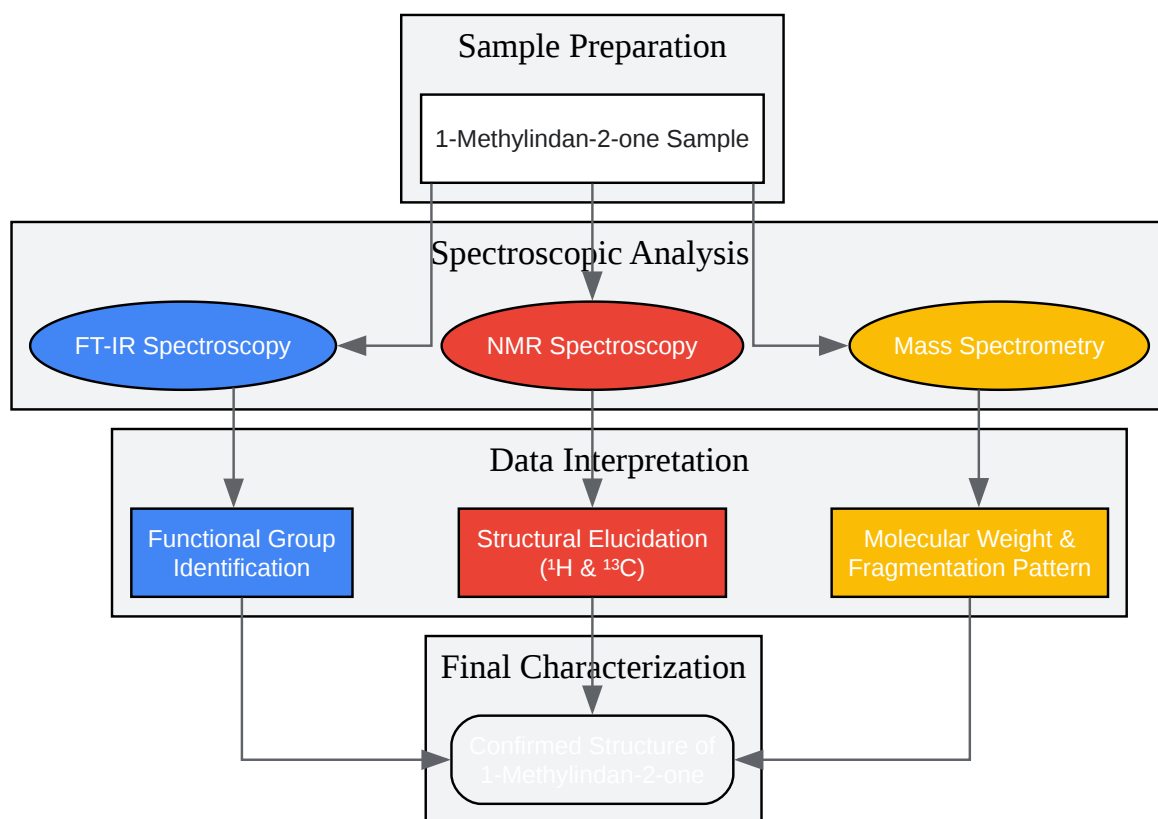 Sample Preparation
1-Methylindan-2-one Sample
Spectroscopic Analysis
FT-IR Spectroscopy
NMR Spectroscopy
Mass Spectrometry
Data Interpretation
Functional Group
Identification
Structural Elucidation
(¹H & ¹³C)
Molecular Weight &
Fragmentation Pattern
Final Characterization
Confirmed Structure of
1-Methylindan-2-one